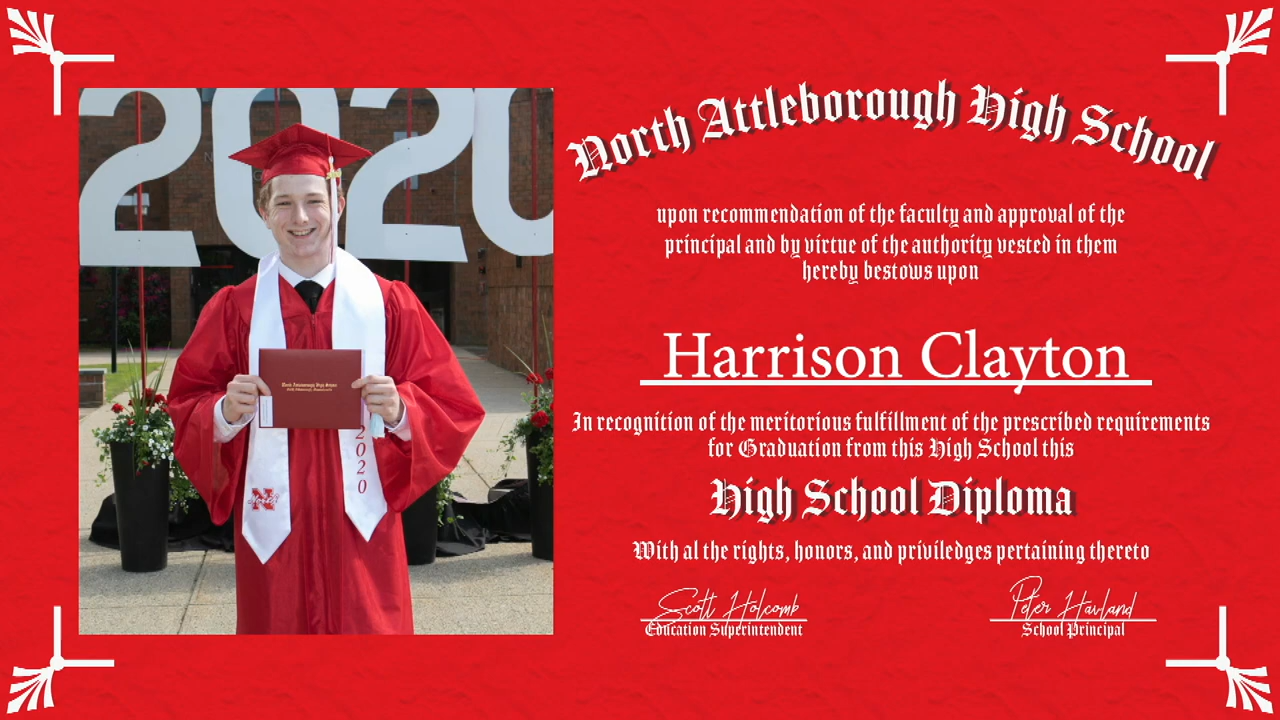 2020
2020
North
North Attleborough High School
upon recommendation of the faculty and approval of the
principal and by virtue of the authority vested in them
hereby bestows upon
Harrison Clayton
In recognition of the meritorious fulfillment of the prescribed requirements
for Graduation from this High School this
High School Diploma
With al the rights, honors, and priviledges pertaining thereto
Scott Holcomb
Education Superintendent
Peter Havland
School Principal